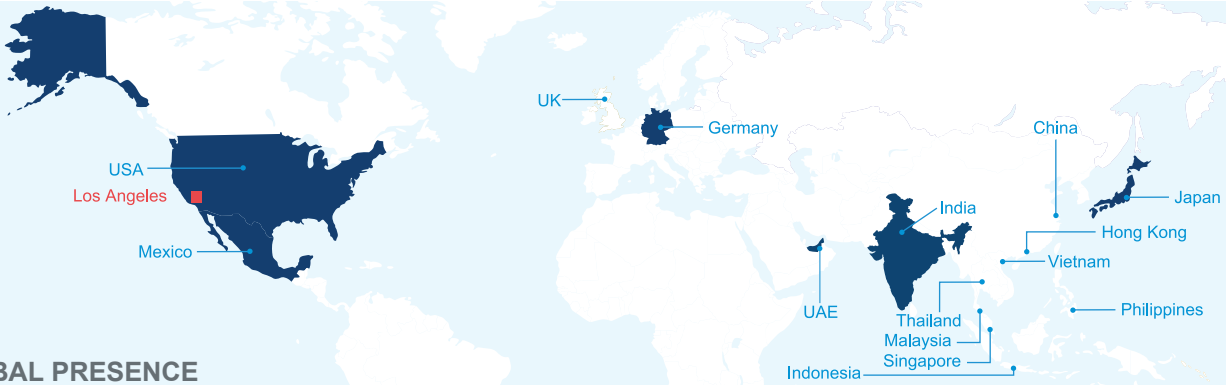 UK
Germany
China
USA
Los Angeles
Japan
India
Hong Kong
Mexico
Vietnam
UAE
Thailand
Philippines
Malaysia
Singapore
Indonesia
BAL PRESENCE